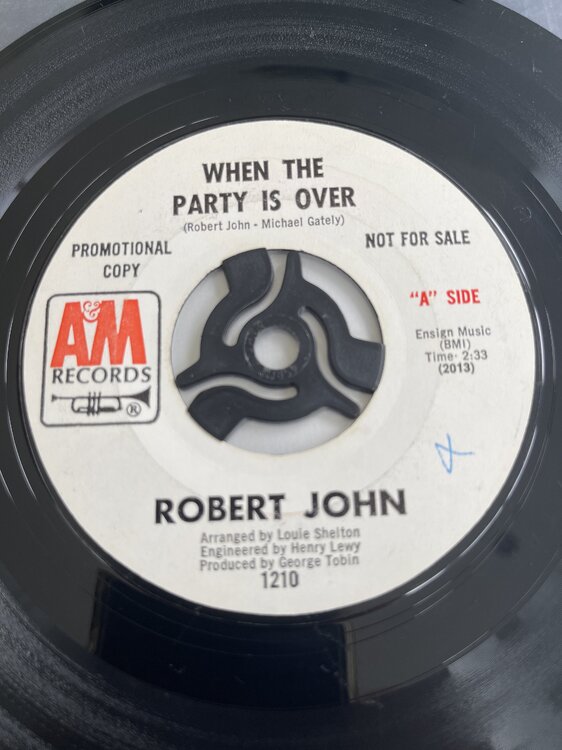 WHEN THE
PARTY IS OVER
(Robert John - Michael Gately)
PROMOTIONAL
COPY
NOT FOR SALE
A&M
RECORDS
®
"A" SIDE
Ensign Music
(BMI)
Time: 2:33
(2013)
ROBERT JOHN
Arranged by Louie Shelton
Engineered by Henry Lewy
Produced by George Tobin
1210